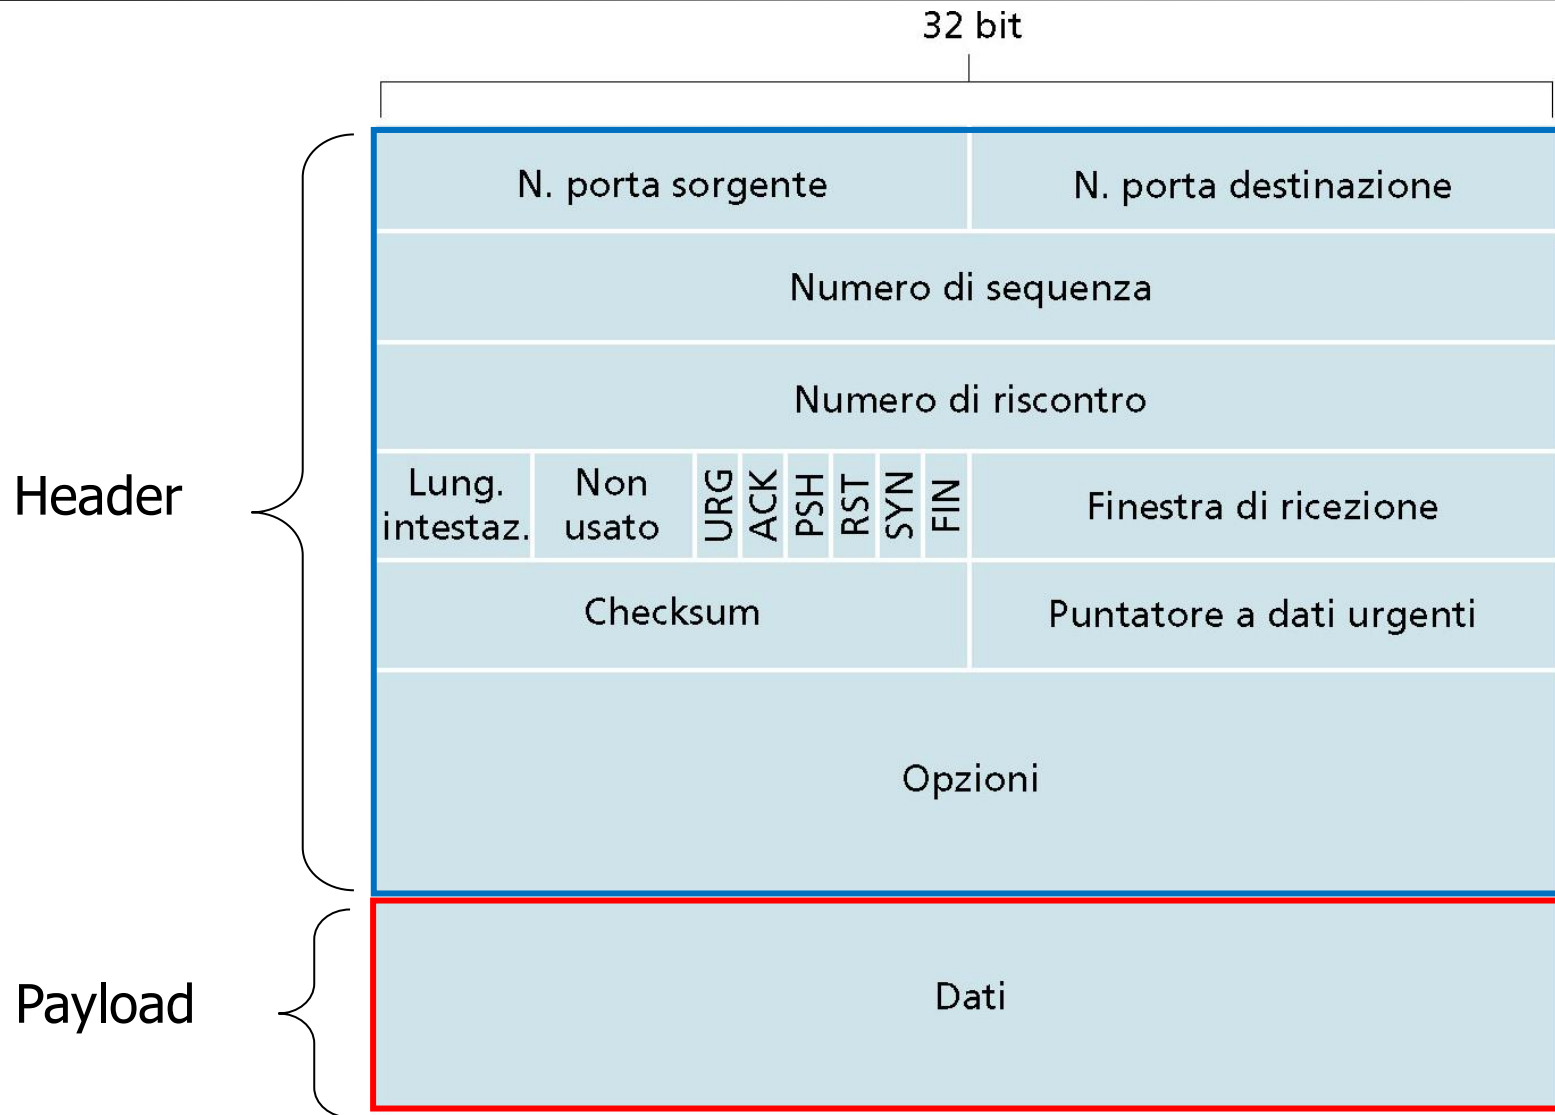 32 bit
N. porta sorgente
N. porta destinazione
Numero di sequenza
Numero di riscontro
Header
Lung.
intestaz.
Non
usato
URG
ACK
PSH
RST
SYN
FIN
Finestra di ricezione
Checksum
Puntatore a dati urgenti
Opzioni
Payload
Dati